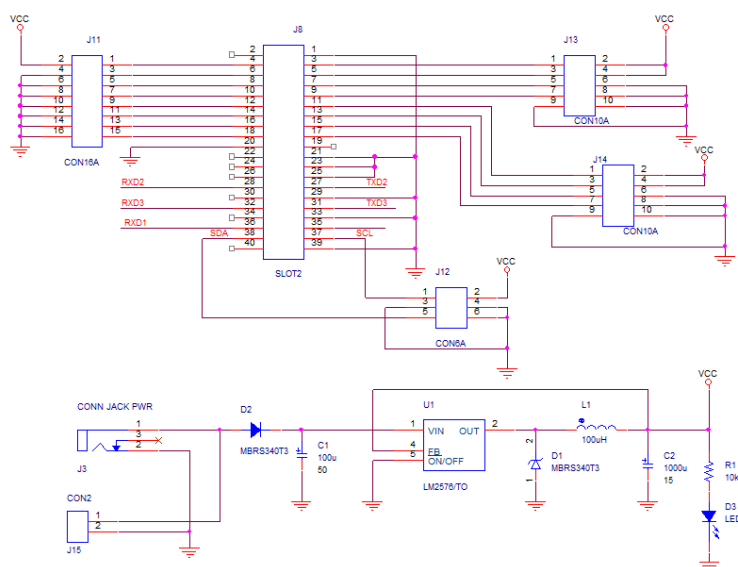 VCC
J11
2 1
4 3
6 5
8 7
10 9
12 11
14 13
16 15
CON16A
J8
2 1
4 3
6 5
8 7
10 9
12 11
14 13
16 15
18 17
20 19
22 21
24 23
26 25
28 27
30 29
32 31
34 33
36 35
38 37
40 39
RXD2
TXD2
RXD3
TXD3
RXD1
SDA
SCL
SLOT2
VCC
J13
1 2
3 4
5 6
7 8
9 10
CON10A
VCC
J14
1 2
3 4
5 6
7 8
9 10
CON10A
J12
VCC
1 2
3 4
5 6
CON6A
CONN JACK PWR
1
3
2
J3
CON2
1
2
J15
D2
MBRS340T3
C1
100u
50
U1
1 VIN OUT 2
4 FB
5 ON/OFF
LM2576/TO
2
D1
MBRS340T3
1
L1
100uH
C2
1000u
15
VCC
R1
10k
D3
LED